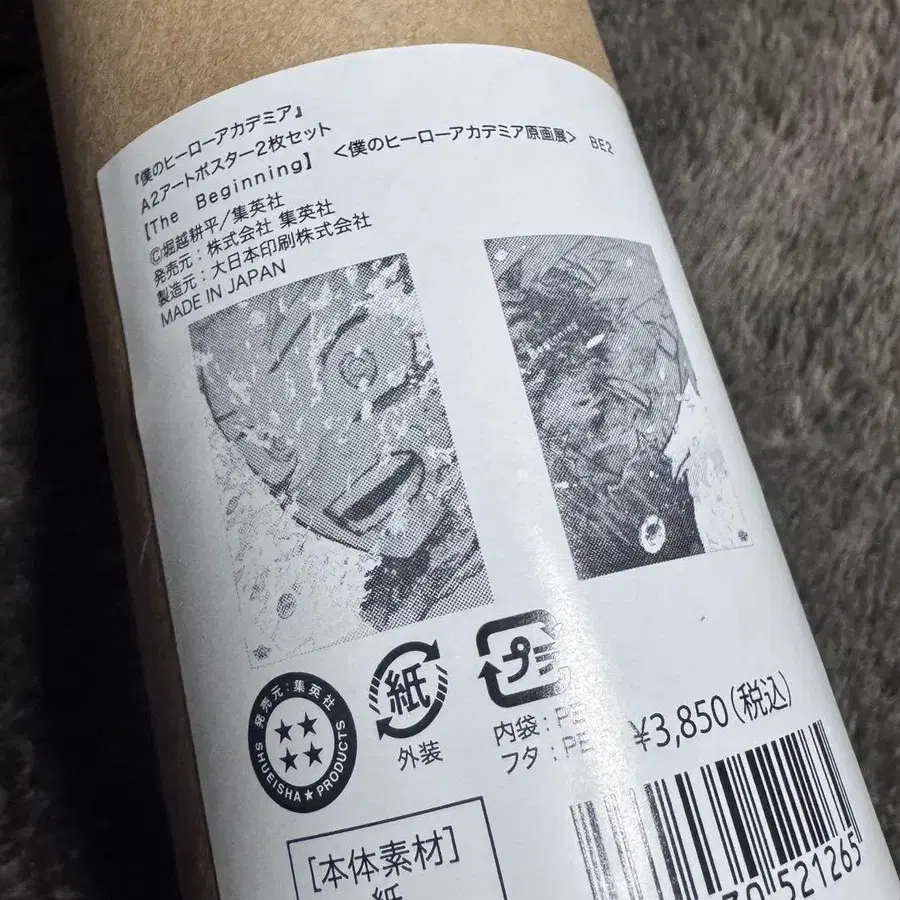 『僕のヒーローアカデミア』
A2アートポスター2枚セット
【The Beginning】 <僕のヒーローアカデミア原画展> BE2
©堀越耕平/集英社
発売元:株式会社 集英社
製造元:大日本印刷株式会社
MADE IN JAPAN
発売元:集英社
SHUEISHA★PRODUCTS
紙
外装
プラ
内袋:PE
フタ:PE
¥3,850(税込)
[本体素材]
紙
70 521265